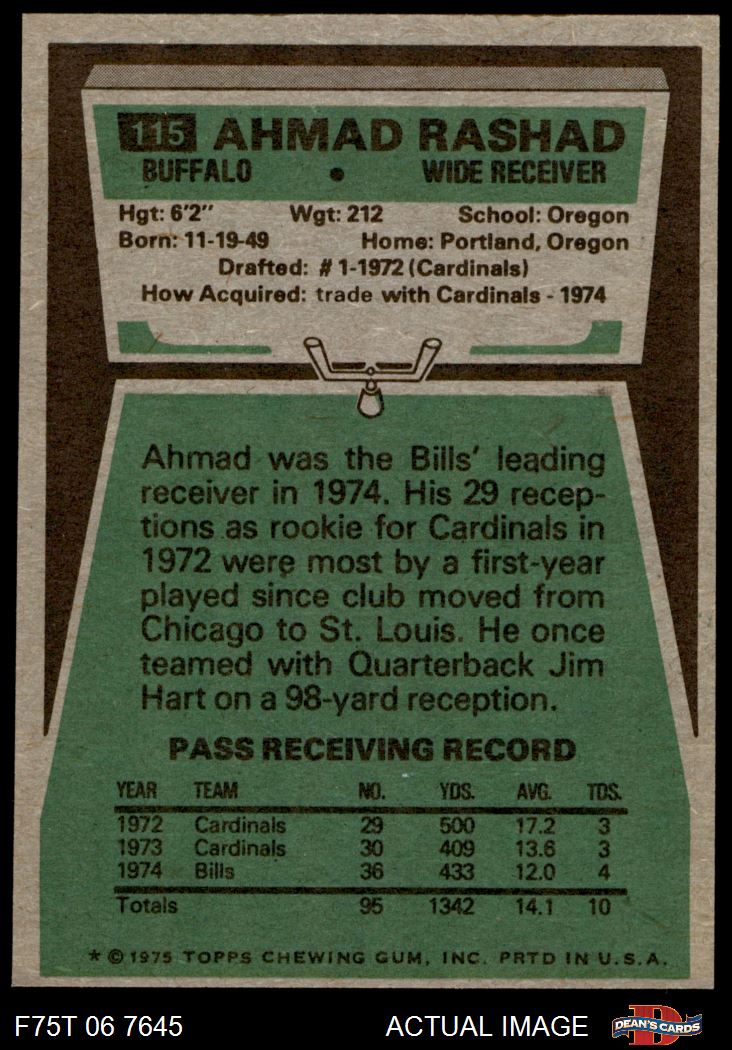 115 AHMAD RASHAD
BUFFALO • WIDE RECEIVER
Hgt: 6'2" Wgt: 212 School: Oregon
Born: 11-19-49 Home: Portland, Oregon
Drafted: # 1-1972 (Cardinals)
How Acquired: trade with Cardinals - 1974
Ahmad was the Bills' leading
receiver in 1974. His 29 recep-
tions as rookie for Cardinals in
1972 were most by a first-year
played since club moved from
Chicago to St. Louis. He once
teamed with Quarterback Jim
Hart on a 98-yard reception.
PASS RECEIVING RECORD
YEAR TEAM NO. YDS. AVG. TDS.
1972 Cardinals 29 500 17.2 3
1973 Cardinals 30 409 13.6 3
1974 Bills 36 433 12.0 4
Totals 95 1342 14.1 10
* © 1975 TOPPS CHEWING GUM, INC. PRTD IN U.S.A.
F75T 06 7645 ACTUAL IMAGE DEAN'S CARDS